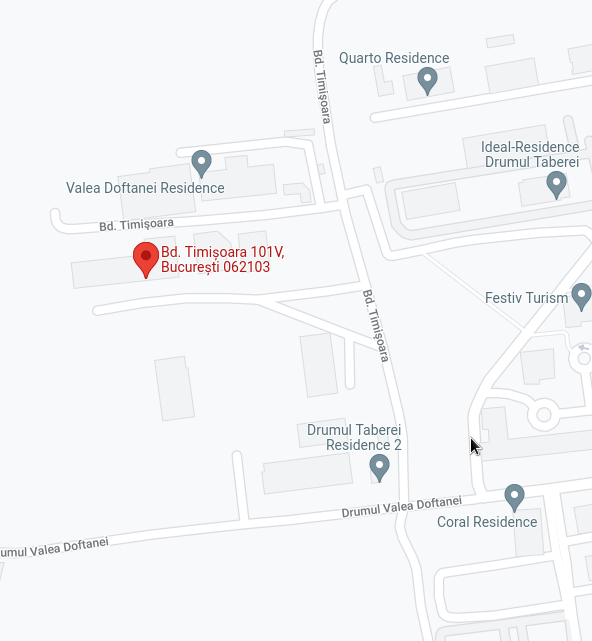 Bd. Timișoara
Quarto Residence
Ideal-Residence
Drumul Taberei
Valea Doftanei Residence
Bd. Timișoara
Bd. Timișoara 101V,
București 062103
Festiv Turism
Bd. Timișoara
Drumul Taberei
Residence 2
Drumul Valea Doftanei
Coral Residence
umul Valea Doftanei